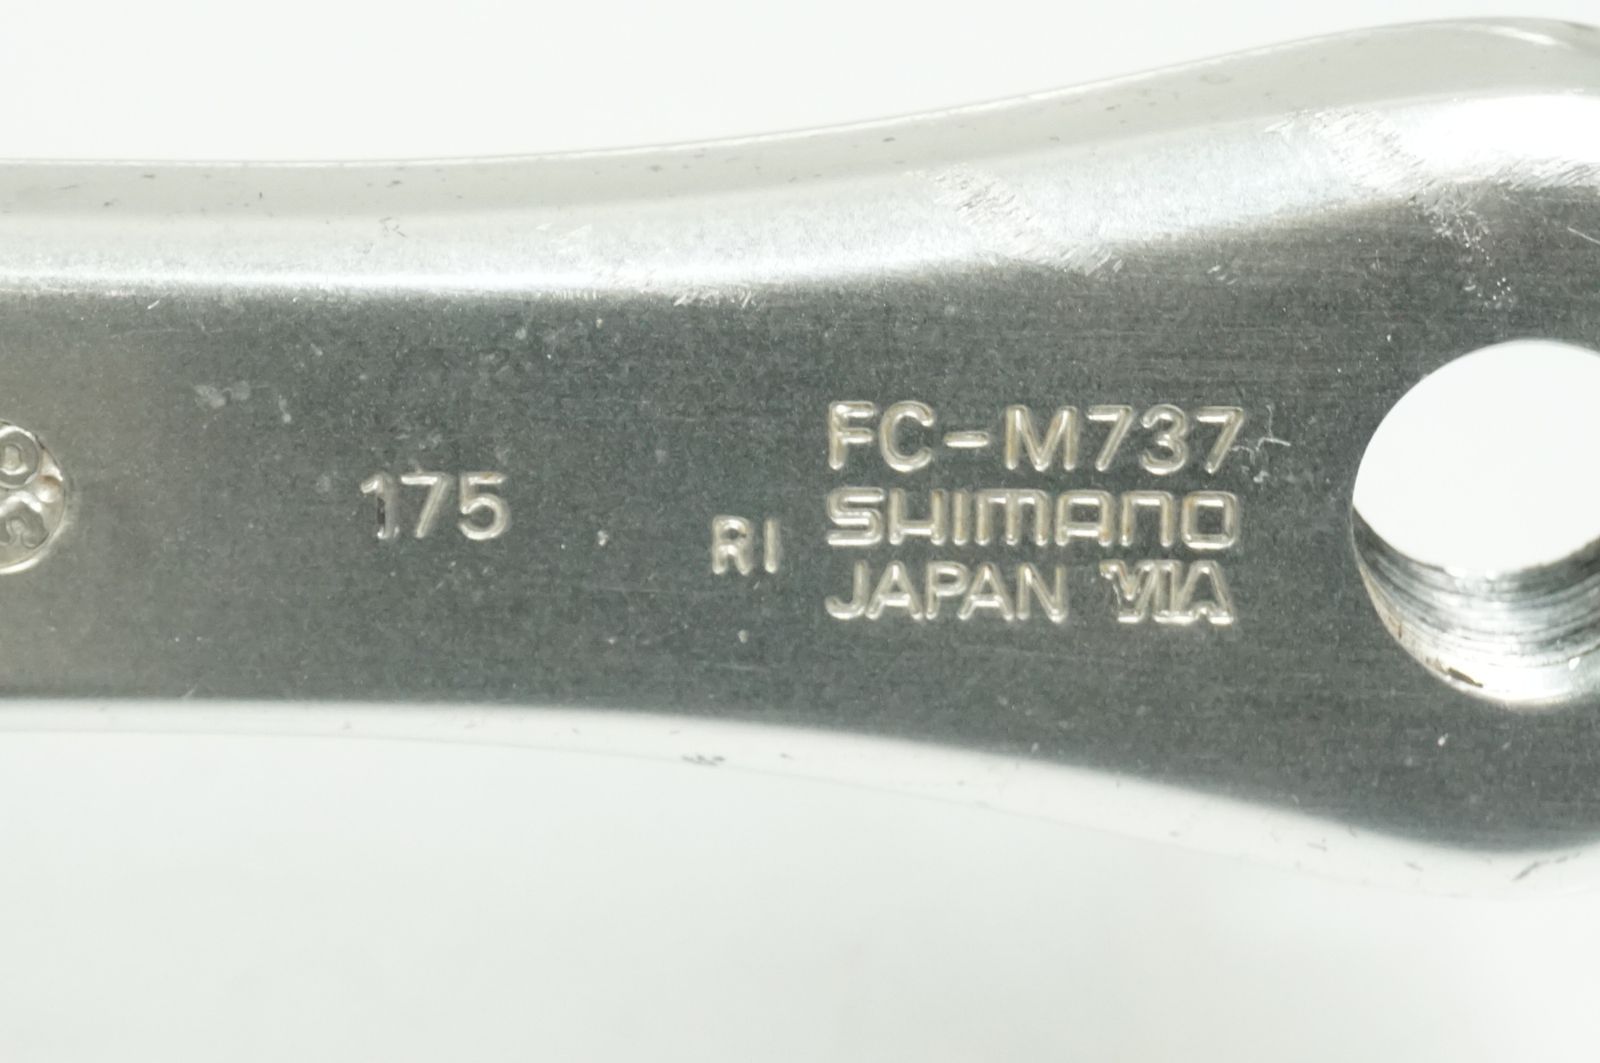 FC-M737
175
RI
SHIMANO
JAPAN VIA